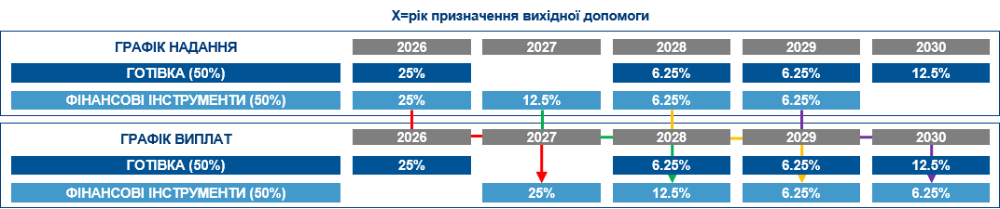 X=рік призначення вихідної допомоги
ГРАФІК НАДАННЯ 2026 2027 2028 2029 2030
ГОТІВКА (50%) 25% 6.25% 6.25% 12.5%
ФІНАНСОВІ ІНСТРУМЕНТИ (50%) 25% 12.5% 6.25% 6.25%
ГРАФІК ВИПЛАТ 2026 2027 2028 2029 2030
ГОТІВКА (50%) 25% 6.25% 6.25% 12.5%
ФІНАНСОВІ ІНСТРУМЕНТИ (50%) 25% 12.5% 6.25% 6.25%